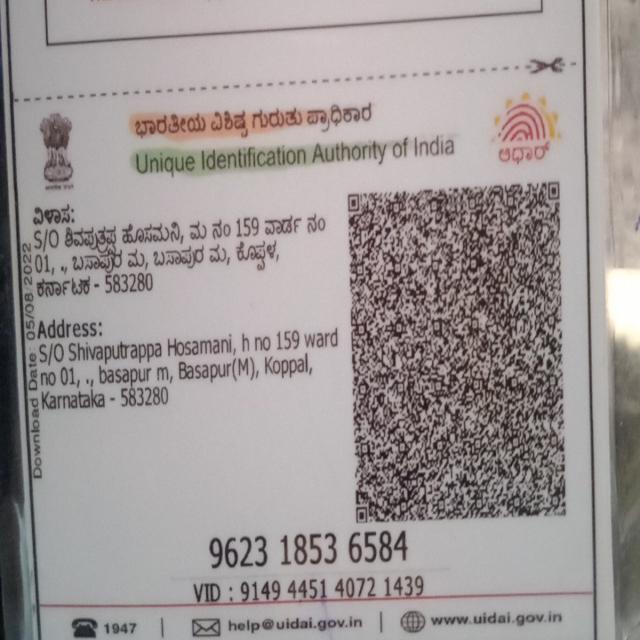 ಭಾರತೀಯ ವಿಶಿಷ್ಟ ಗುರುತು ಪ್ರಾಧಿಕಾರ
Unique Identification Authority of India
ಆಧಾರ್
ವಿಳಾಸ:
S/O ಶಿವಪುತ್ರಪ್ಪ ಹೊಸಮನಿ, ಮ ನಂ 159 ವಾರ್ಡ ನಂ
01, ., ಬಸಾಪುರ ಮ, ಬಸಾಪುರ ಮ, ಕೊಪ್ಪಳ,
ಕರ್ನಾಟಕ - 583280
Address:
S/O Shivaputrappa Hosamani, h no 159 ward
no 01, ., basapur m, Basapur(M), Koppal,
Karnataka - 583280
Download Date: 05/08/2022
9623 1853 6584
VID : 9149 4451 4072 1439
1947 | help@uidai.gov.in | www.uidai.gov.in